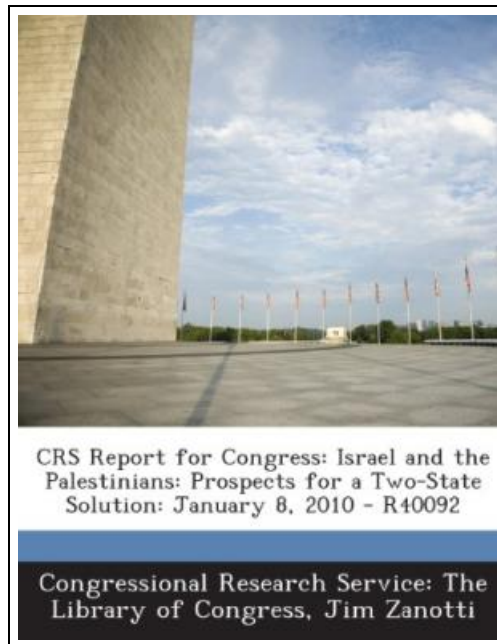 CRS Report for Congress: Israel and the
Palestinians: Prospects for a Two-State
Solution: January 8, 2010 - R40092
Congressional Research Service: The
Library of Congress, Jim Zanotti